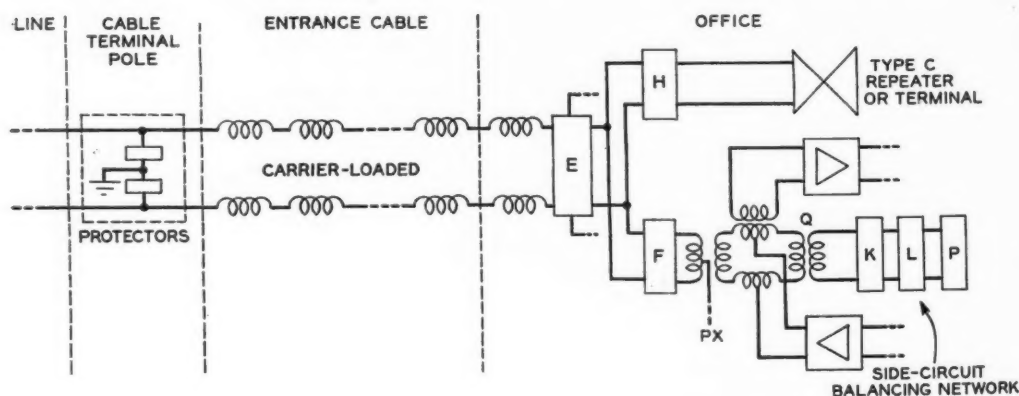 LINE
CABLE
TERMINAL
POLE
ENTRANCE CABLE
OFFICE
H
TYPE C
REPEATER
OR TERMINAL
E
CARRIER-LOADED
PROTECTORS
F
Q
K
L
P
PX
SIDE-CIRCUIT
BALANCING NETWORK